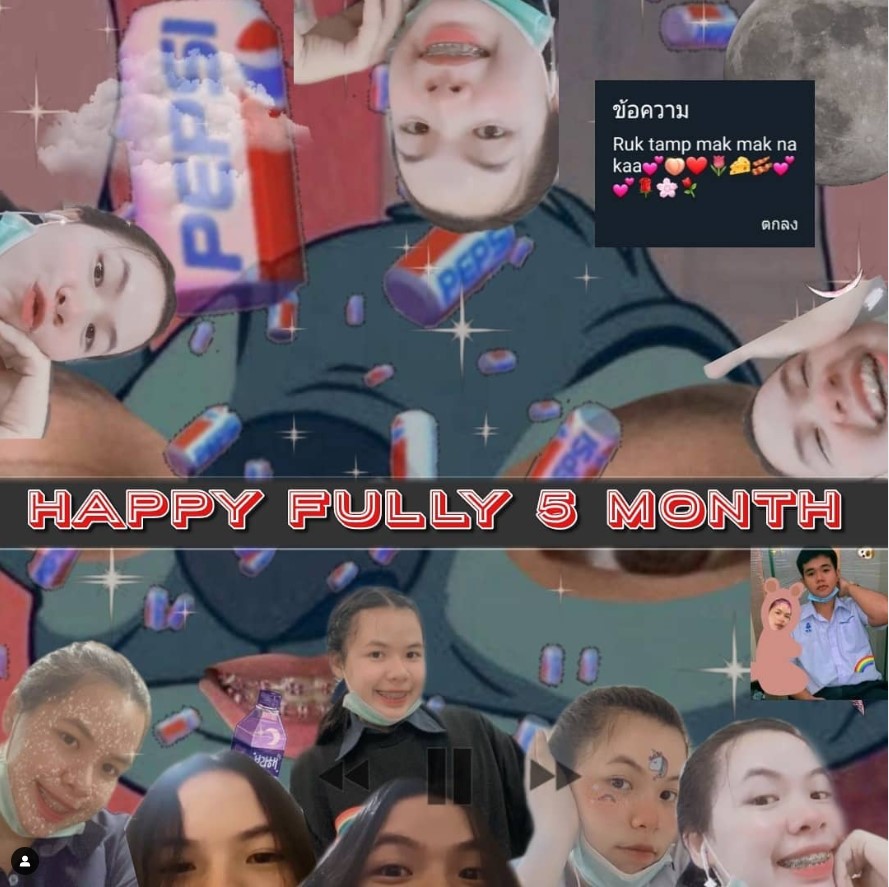 PEPSI
ข้อความ
Ruk tamp mak mak na
kaa💕🍑❤️🌷🧀🥓💕
💕🌹🌸🌹
ตกลง
PEPSI
PEPSI
HAPPY FULLY 5 MONTH